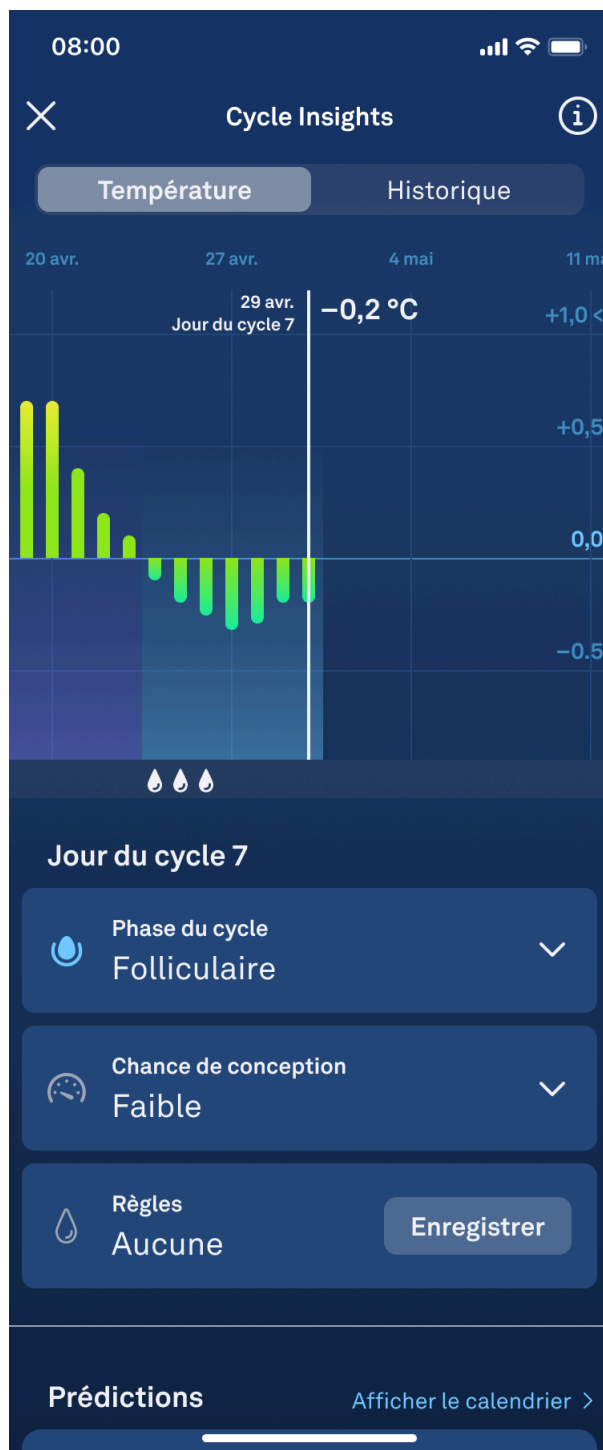 08:00
Cycle Insights
Température Historique
20 avr. 27 avr. 4 mai 11 ma
29 avr.
Jour du cycle 7
−0,2 °C
+1,0 <
+0,5
0,0
−0.5
Jour du cycle 7
Phase du cycle
Folliculaire
Chance de conception
Faible
Règles
Aucune
Enregistrer
Prédictions
Afficher le calendrier >